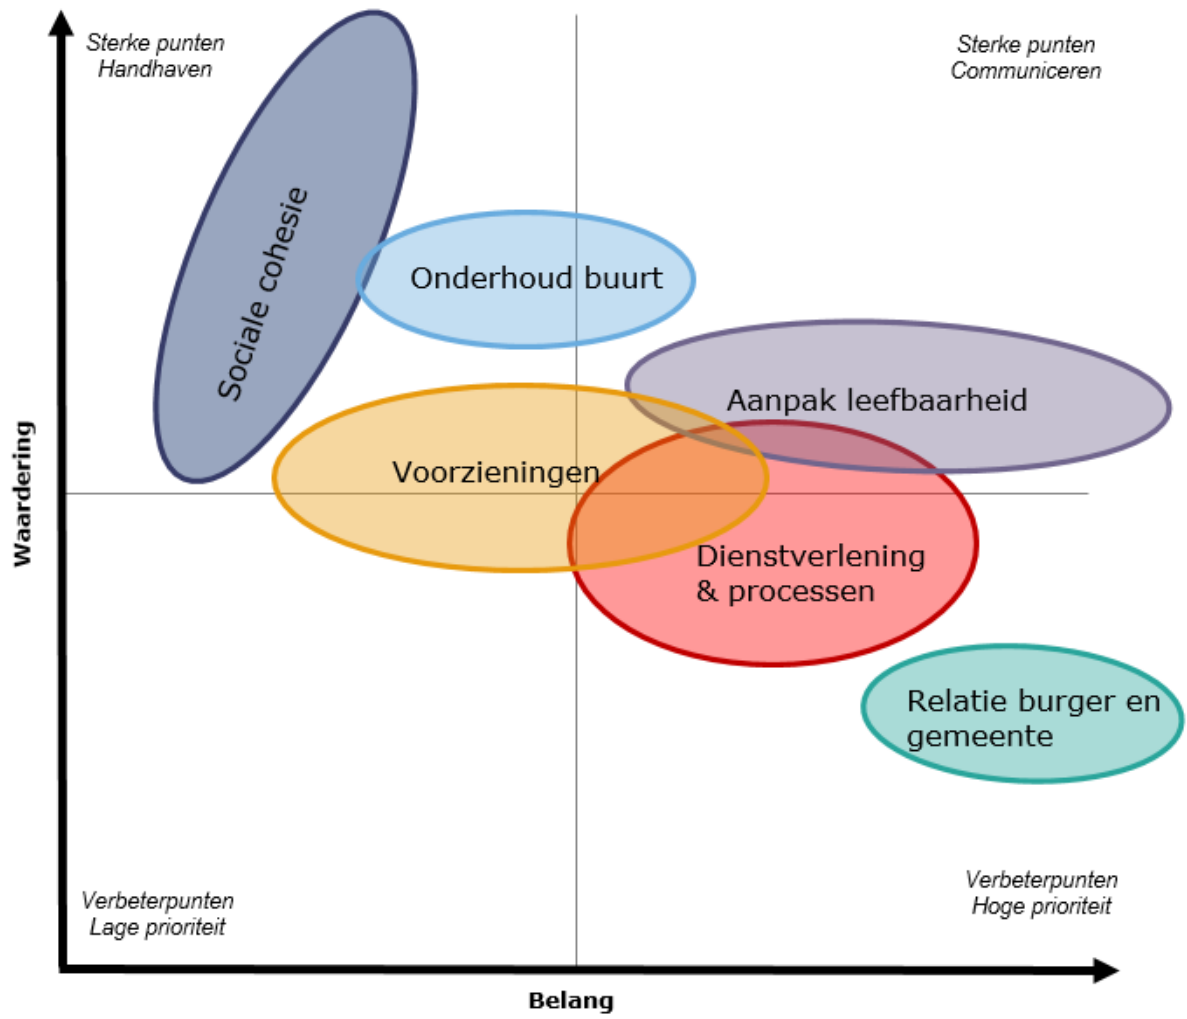 Sterke punten
Handhaven
Sterke punten
Communiceren
Sociale cohesie
Onderhoud buurt
Aanpak leefbaarheid
Voorzieningen
Dienstverlening
& processen
Relatie burger en
gemeente
Waardering
Verbeterpunten
Lage prioriteit
Verbeterpunten
Hoge prioriteit
Belang